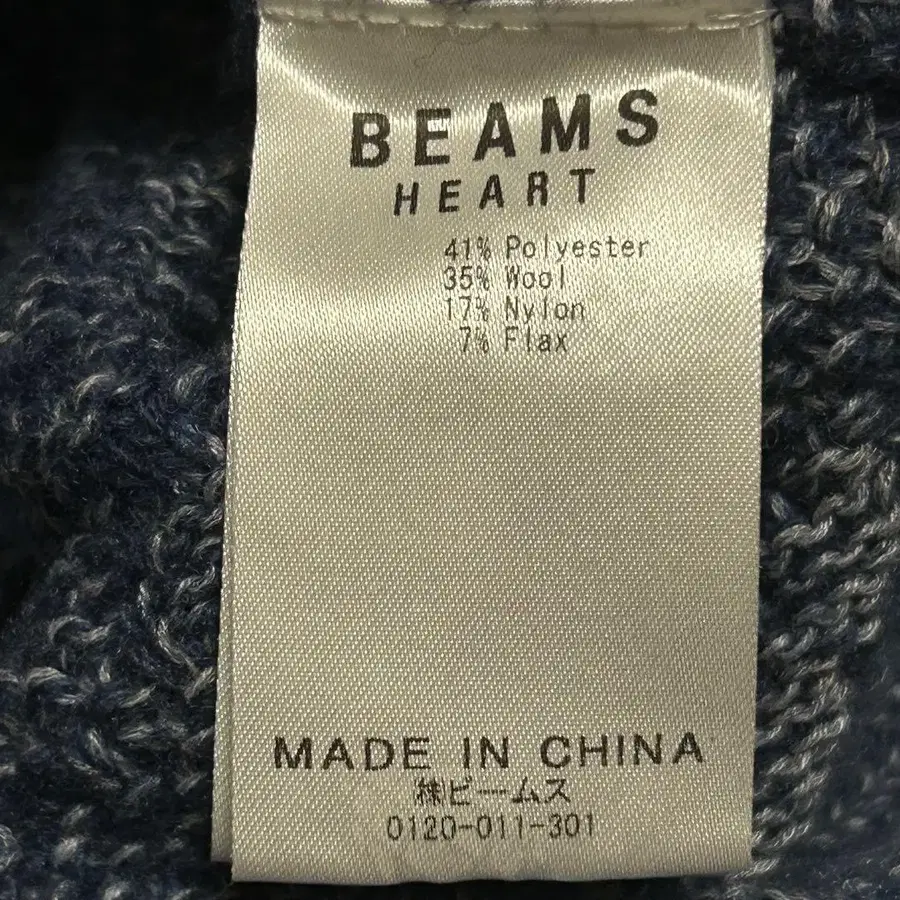 BEAMS
HEART
41% Polyester
35% Wool
17% Nylon
7% Flax
MADE IN CHINA
㈱ビームス
0120-011-301